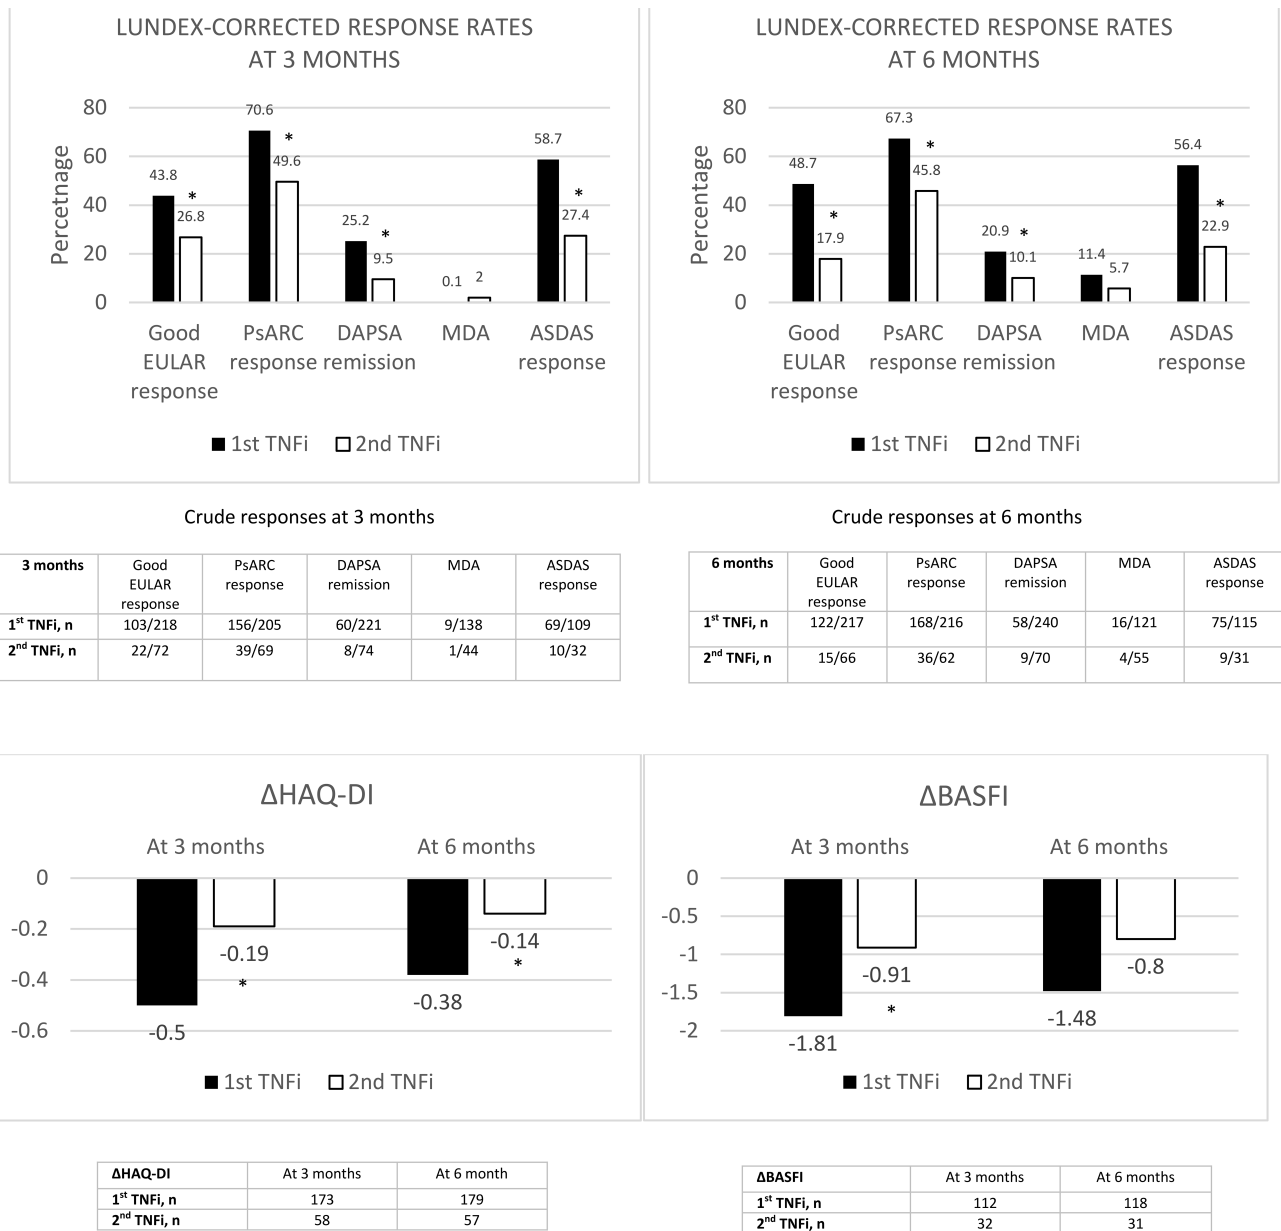 LUNDEX-CORRECTED RESPONSE RATES
AT 3 MONTHS
Percetnage
80
60
40
20
0
43.8
26.8
*
70.6
49.6
*
25.2
9.5
*
0.1
2
58.7
27.4
*
Good
EULAR
response
PsARC
response
DAPSA
remission
MDA
ASDAS
response
1st TNFi 2nd TNFi
LUNDEX-CORRECTED RESPONSE RATES
AT 6 MONTHS
Percentage
80
60
40
20
0
48.7
17.9
*
67.3
45.8
*
20.9
10.1
*
11.4
5.7
56.4
22.9
*
Good
EULAR
response
PsARC
response
DAPSA
remission
MDA
ASDAS
response
1st TNFi 2nd TNFi
Crude responses at 3 months
3 months Good EULAR response PsARC response DAPSA remission MDA ASDAS response
1st TNFi, n 103/218 156/205 60/221 9/138 69/109
2nd TNFi, n 22/72 39/69 8/74 1/44 10/32
Crude responses at 6 months
6 months Good EULAR response PsARC response DAPSA remission MDA ASDAS response
1st TNFi, n 122/217 168/216 58/240 16/121 75/115
2nd TNFi, n 15/66 36/62 9/70 4/55 9/31
ΔHAQ-DI
At 3 months At 6 months
0
-0.2
-0.4
-0.6
-0.5
-0.19
*
-0.38
-0.14
*
1st TNFi 2nd TNFi
ΔBASFI
At 3 months At 6 months
0
-0.5
-1
-1.5
-2
-1.81
-0.91
*
-1.48
-0.8
1st TNFi 2nd TNFi
ΔHAQ-DI At 3 months At 6 month
1st TNFi, n 173 179
2nd TNFi, n 58 57
ΔBASFI At 3 months At 6 months
1st TNFi, n 112 118
2nd TNFi, n 32 31